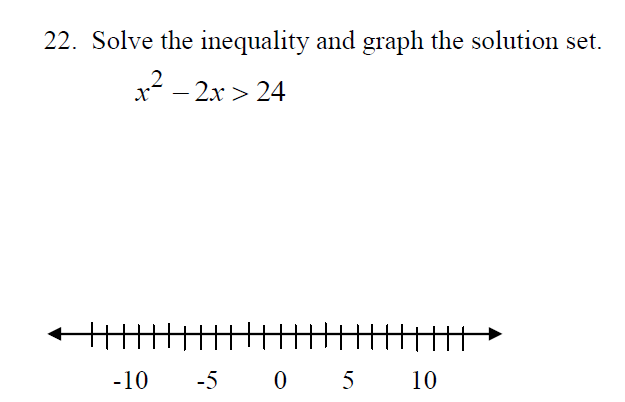 22. Solve the inequality and graph the solution set.
x² – 2x > 24
-10 -5 0 5 10